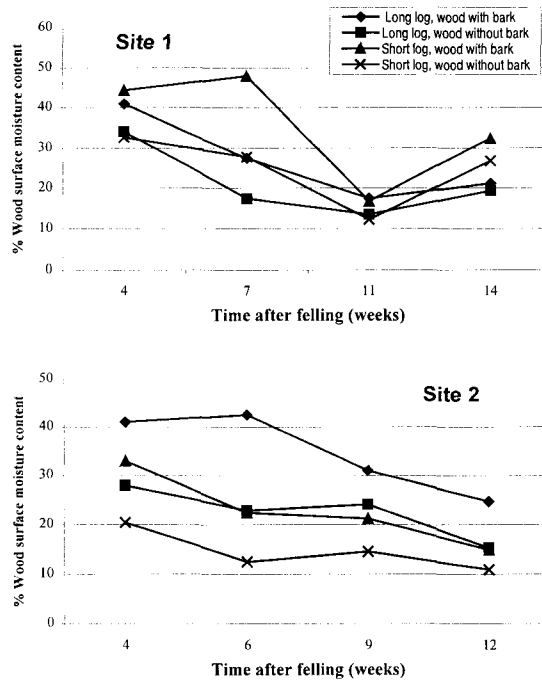 Site 1
Long log, wood with bark
Long log, wood without bark
Short log, wood with bark
Short log, wood without bark
% Wood surface moisture content
60
50
40
30
20
10
0
4 7 11 14
Time after felling (weeks)
Site 2
% Wood surface moisture content
50
40
30
20
10
0
4 6 9 12
Time after felling (weeks)